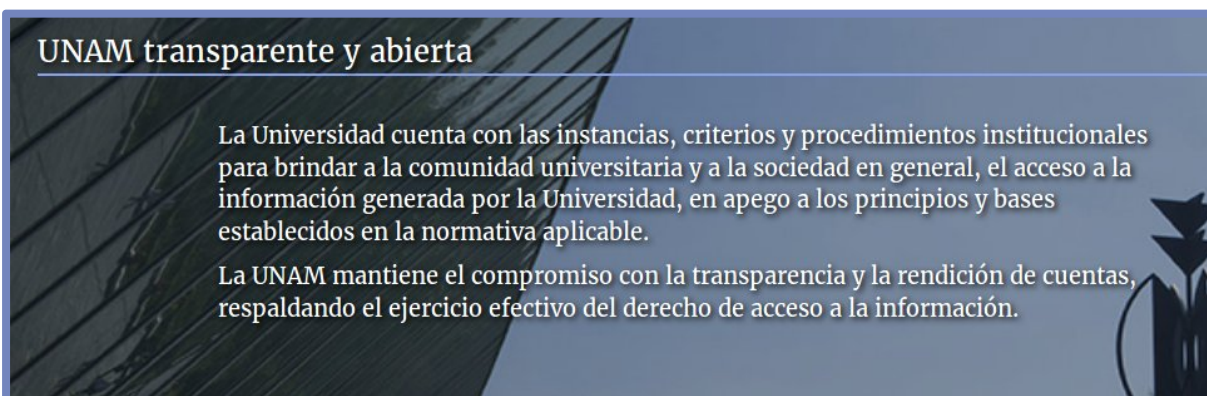 UNAM transparente y abierta
La Universidad cuenta con las instancias, criterios y procedimientos institucionales
para brindar a la comunidad universitaria y a la sociedad en general, el acceso a la
información generada por la Universidad, en apego a los principios y bases
establecidos en la normativa aplicable.
La UNAM mantiene el compromiso con la transparencia y la rendición de cuentas,
respaldando el ejercicio efectivo del derecho de acceso a la información.